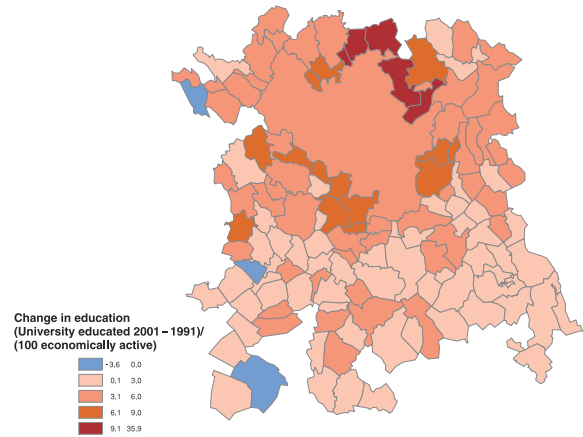 Change in education
(University educated 2001 – 1991)/
(100 economically active)
-3,6 0,0
0,1 3,0
3,1 6,0
6,1 9,0
9,1 35,9